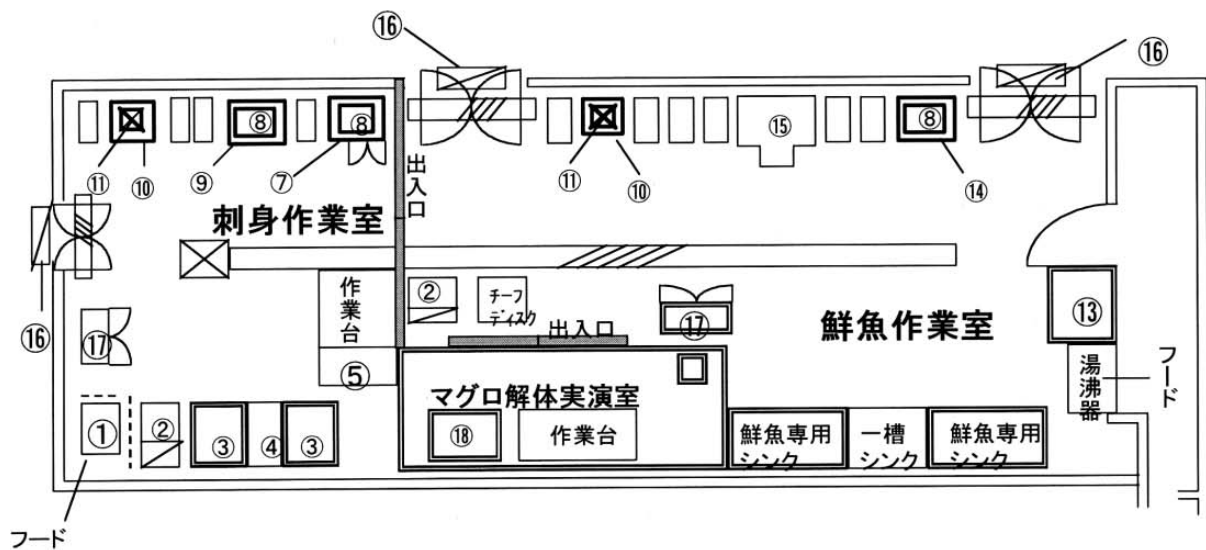 ⑯
⑯
⑧
⑧
⑮
⑧
⑪
⑩
⑨
⑦
出入口
⑪
⑩
⑭
刺身作業室
⑯
作業台
②
チーフ
ディスク
出入口
⑰
鮮魚作業室
⑬
⑰
⑤
湯沸器
フード
マグロ解体実演室
①
②
③
④
③
⑱
作業台
鮮魚専用
シンク
一槽
シンク
鮮魚専用
シンク
フード